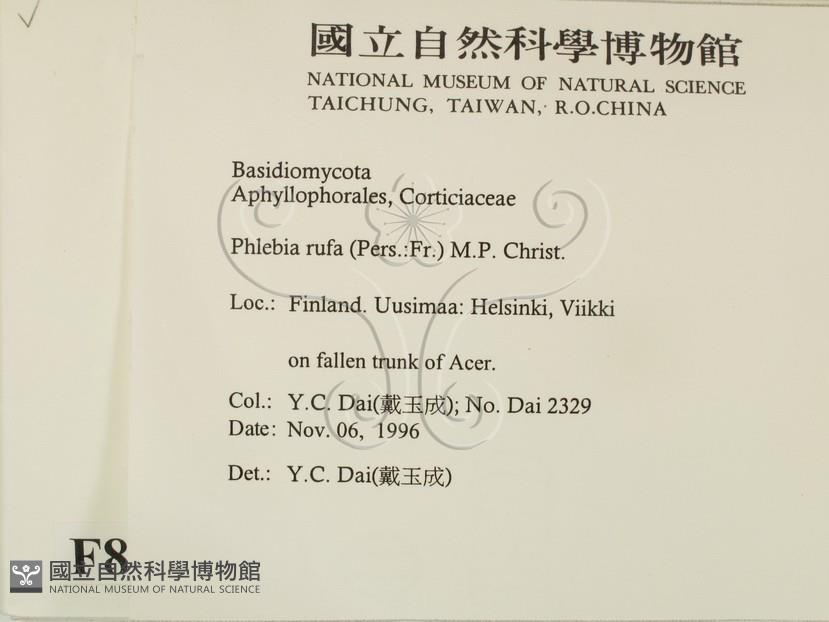 國立自然科學博物館
NATIONAL MUSEUM OF NATURAL SCIENCE
TAICHUNG, TAIWAN, R.O.CHINA
Basidiomycota
Aphyllophorales, Corticiaceae
Phlebia rufa (Pers.:Fr.) M.P. Christ.
Loc.: Finland. Uusimaa: Helsinki, Viikki
on fallen trunk of Acer.
Col.: Y.C. Dai(戴玉成); No. Dai 2329
Date: Nov. 06, 1996
Det.: Y.C. Dai(戴玉成)
F8
國立自然科學博物館
NATIONAL MUSEUM OF NATURAL SCIENCE